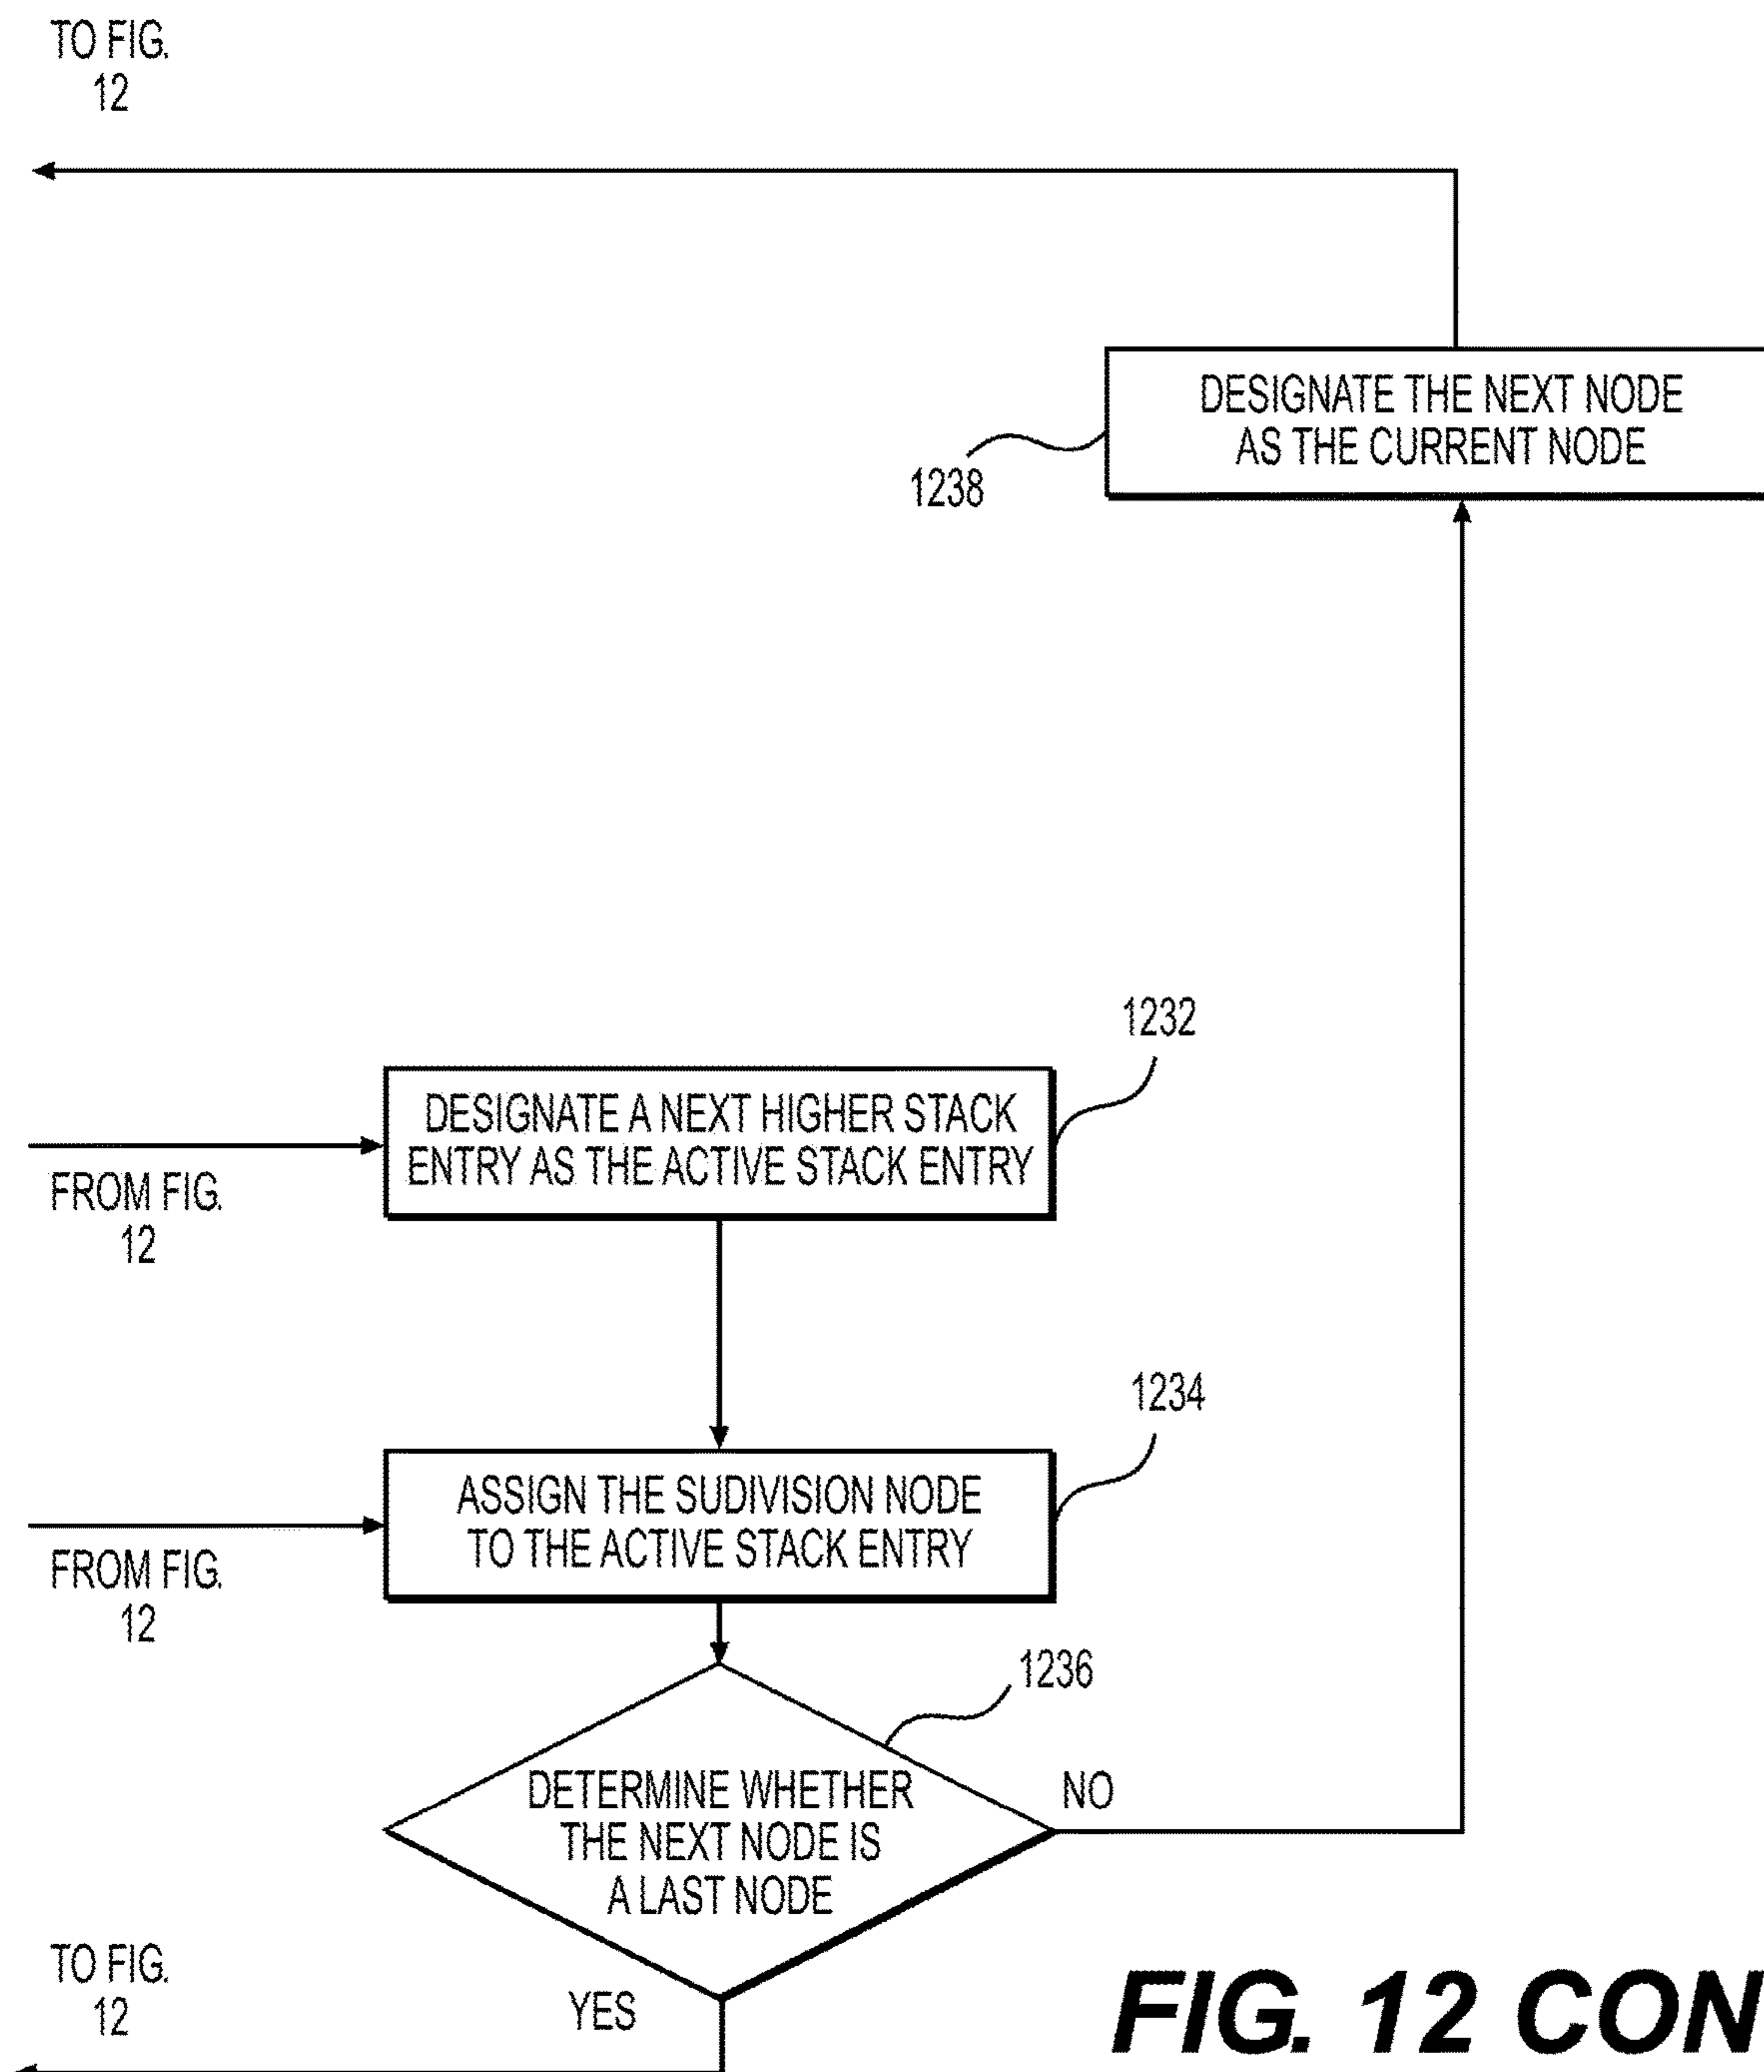 TO FIG.
12
DESIGNATE THE NEXT NODE
AS THE CURRENT NODE
1238
1232
DESIGNATE A NEXT HIGHER STACK
ENTRY AS THE ACTIVE STACK ENTRY
FROM FIG.
12
1234
ASSIGN THE SUDIVISION NODE
TO THE ACTIVE STACK ENTRY
FROM FIG.
12
1236
DETERMINE WHETHER
THE NEXT NODE IS
A LAST NODE
NO
TO FIG.
12
YES
FIG. 12 CON